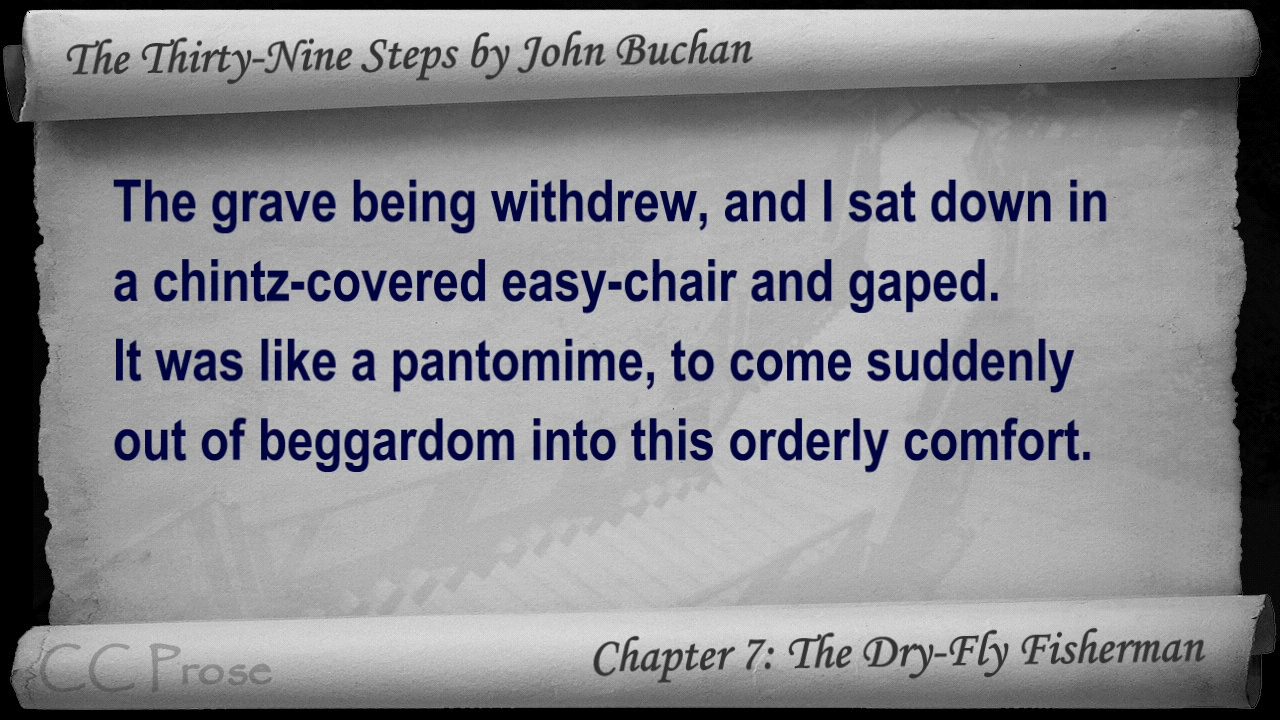 The Thirty-Nine Steps by John Buchan
The grave being withdrew, and I sat down in
a chintz-covered easy-chair and gaped.
It was like a pantomime, to come suddenly
out of beggardom into this orderly comfort.
CC Prose
Chapter 7: The Dry-Fly Fisherman